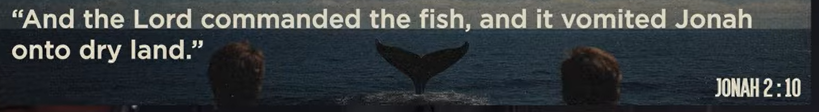 “And the Lord commanded the fish, and it vomited Jonah
onto dry land.”
JONAH 2:10